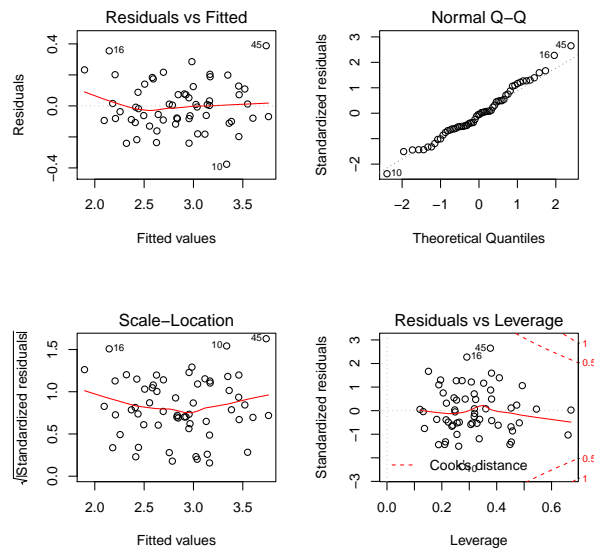 Residuals vs Fitted
Residuals
−0.4 0.0 0.4
16
45
10
2.0 2.5 3.0 3.5
Fitted values
Normal Q−Q
Standardized residuals
−2 0 1 2 3
45
16
10
−2 −1 0 1 2
Theoretical Quantiles
Scale−Location
√|Standardized residuals|
0.0 0.5 1.0 1.5
16
10
45
2.0 2.5 3.0 3.5
Fitted values
Residuals vs Leverage
Standardized residuals
−3 −1 0 1 2 3
45
16
10
Cook's distance
1
0.5
0.5
1
0.0 0.2 0.4 0.6
Leverage